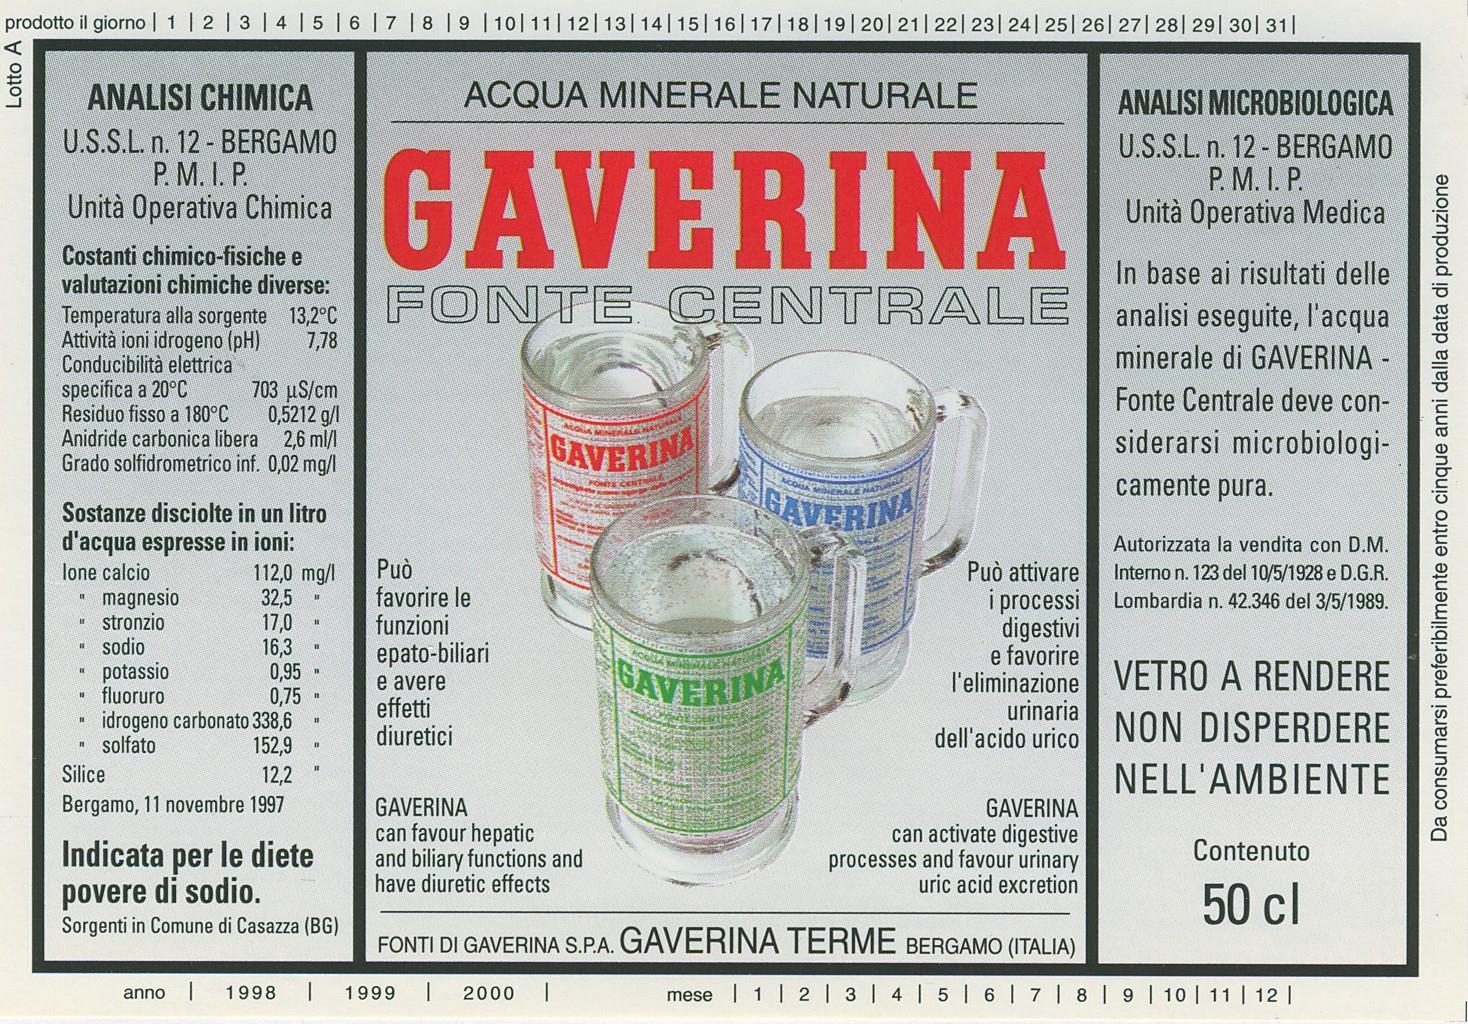 prodotto il giorno | 1 | 2 | 3 | 4 | 5 | 6 | 7 | 8 | 9 |10|11|12|13|14|15|16|17|18|19|20|21|22|23|24|25|26|27|28|29|30|31|
Lotto A
ANALISI CHIMICA
U.S.S.L. n. 12 - BERGAMO
P. M. I. P.
Unità Operativa Chimica
Costanti chimico-fisiche e
valutazioni chimiche diverse:
Temperatura alla sorgente 13,2°C
Attività ioni idrogeno (pH) 7,78
Conducibilità elettrica
specifica a 20°C 703 µS/cm
Residuo fisso a 180°C 0,5212 g/l
Anidride carbonica libera 2,6 ml/l
Grado solfidrometrico inf. 0,02 mg/l
Sostanze disciolte in un litro
d'acqua espresse in ioni:
Ione calcio 112,0 mg/l
" magnesio 32,5 "
" stronzio 17,0 "
" sodio 16,3 "
" potassio 0,95 "
" fluoruro 0,75 "
" idrogeno carbonato 338,6 "
" solfato 152,9 "
Silice 12,2 "
Bergamo, 11 novembre 1997
Indicata per le diete
povere di sodio.
Sorgenti in Comune di Casazza (BG)
ACQUA MINERALE NATURALE
GAVERINA
FONTE CENTRALE
ACQUA MINERALE NATURALE
GAVERINA
FONTE CENTRALE
ACQUA MINERALE NATURALE
GAVERINA
ACQUA MINERALE NATURALE
GAVERINA
FONTE CENTRALE
Può
favorire le
funzioni
epato-biliari
e avere
effetti
diuretici
Può attivare
i processi
digestivi
e favorire
l'eliminazione
urinaria
dell'acido urico
GAVERINA
can favour hepatic
and biliary functions and
have diuretic effects
GAVERINA
can activate digestive
processes and favour urinary
uric acid excretion
FONTI DI GAVERINA S.P.A. GAVERINA TERME BERGAMO (ITALIA)
ANALISI MICROBIOLOGICA
U.S.S.L. n. 12 - BERGAMO
P. M. I. P.
Unità Operativa Medica
In base ai risultati delle
analisi eseguite, l'acqua
minerale di GAVERINA -
Fonte Centrale deve con-
siderarsi microbiologi-
camente pura.
Autorizzata la vendita con D.M.
Interno n. 123 del 10/5/1928 e D.G.R.
Lombardia n. 42.346 del 3/5/1989.
VETRO A RENDERE
NON DISPERDERE
NELL'AMBIENTE
Contenuto
50 cl
Da consumarsi preferibilmente entro cinque anni dalla data di produzione
anno | 1998 | 1999 | 2000 | mese | 1 | 2 | 3 | 4 | 5 | 6 | 7 | 8 | 9 | 10 | 11 | 12 |